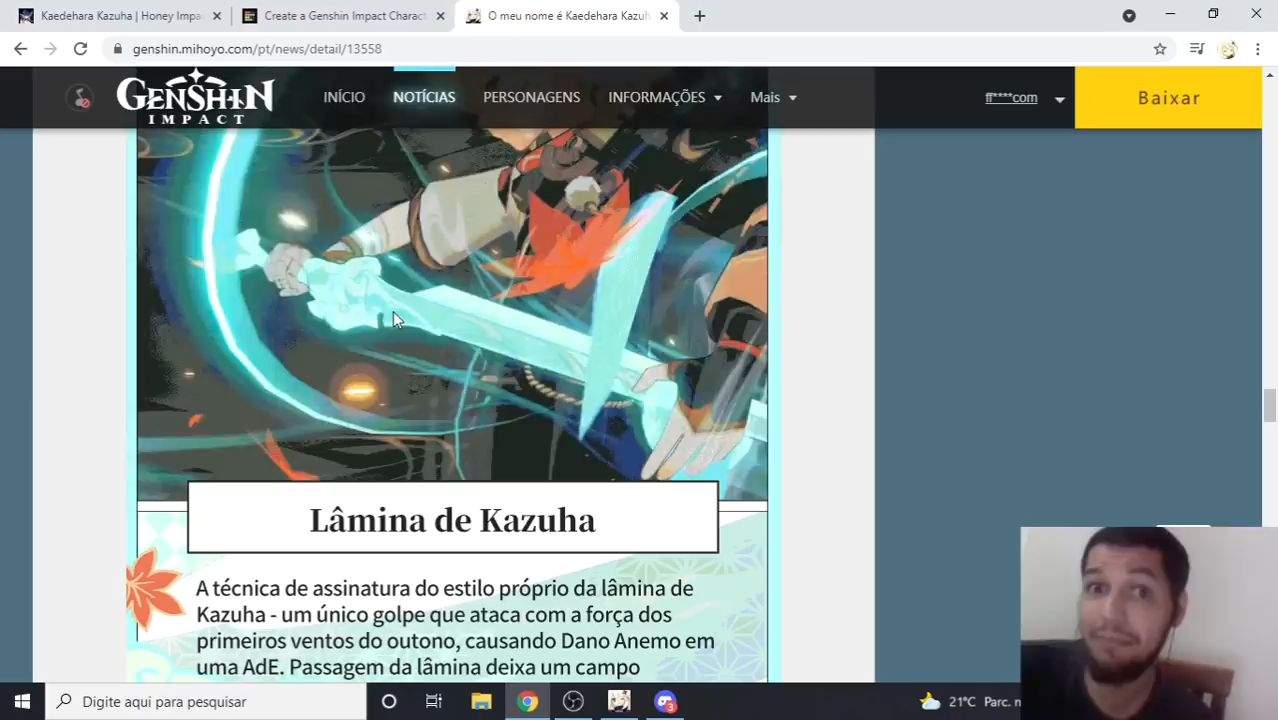 Kaedehara Kazuha | Honey Impa
Create a Genshin Impact Charact
O meu nome é Kaedehara Kazuh
genshin.mihoyo.com/pt/news/detail/13558
GENSHIN
IMPACT
INÍCIO
NOTÍCIAS
PERSONAGENS
INFORMAÇÕES
Mais
ff****com
Baixar
Lâmina de Kazuha
A técnica de assinatura do estilo próprio da lâmina de
Kazuha - um único golpe que ataca com a força dos
primeiros ventos do outono, causando Dano Anemo em
uma AdE. Passagem da lâmina deixa um campo
Digite aqui para pesquisar
3
21°C Parc. n